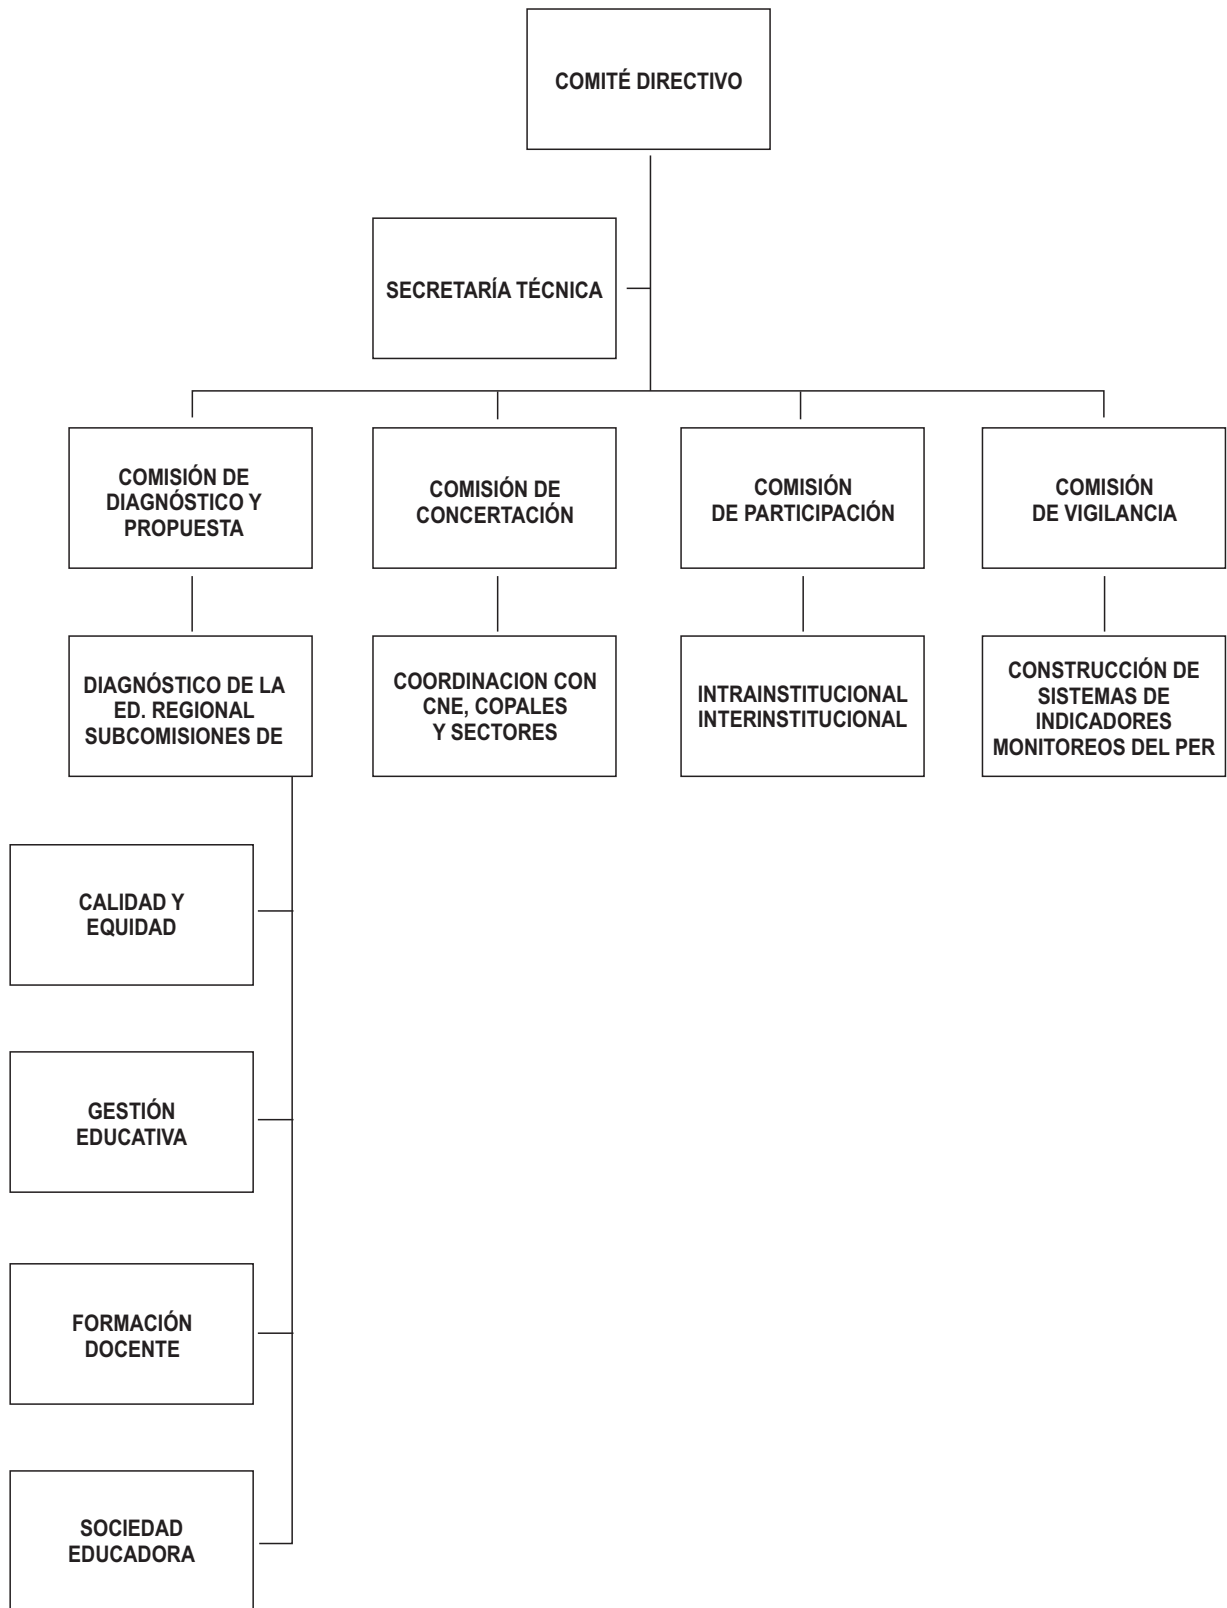 COMITÉ DIRECTIVO
SECRETARÍA TÉCNICA
COMISIÓN DE
DIAGNÓSTICO Y
PROPUESTA
COMISIÓN DE
CONCERTACIÓN
COMISIÓN
DE PARTICIPACIÓN
COMISIÓN
DE VIGILANCIA
DIAGNÓSTICO DE LA
ED. REGIONAL
SUBCOMISIONES DE
COORDINACION CON
CNE, COPALES
Y SECTORES
INTRAINSTITUCIONAL
INTERINSTITUCIONAL
CONSTRUCCIÓN DE
SISTEMAS DE
INDICADORES
MONITOREOS DEL PER
CALIDAD Y
EQUIDAD
GESTIÓN
EDUCATIVA
FORMACIÓN
DOCENTE
SOCIEDAD
EDUCADORA